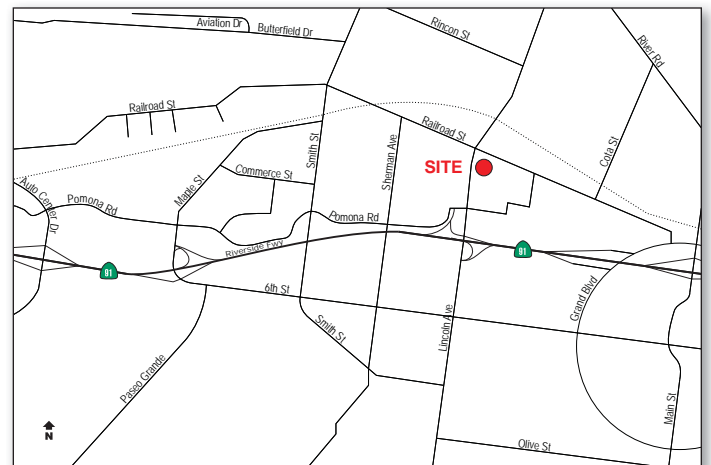 Aviation Dr
Butterfield Dr
Rincon St
River Rd
Railroad St
Railroad St
Smith St
Sherman Ave
Cota St
SITE
Commerce St
Maple St
Auto Center Dr
Pomona Rd
Pomona Rd
Riverside Fwy
91
91
6th St
Grand Blvd
Smith St
Lincoln Ave
Paseo Grande
Main St
N
Olive St